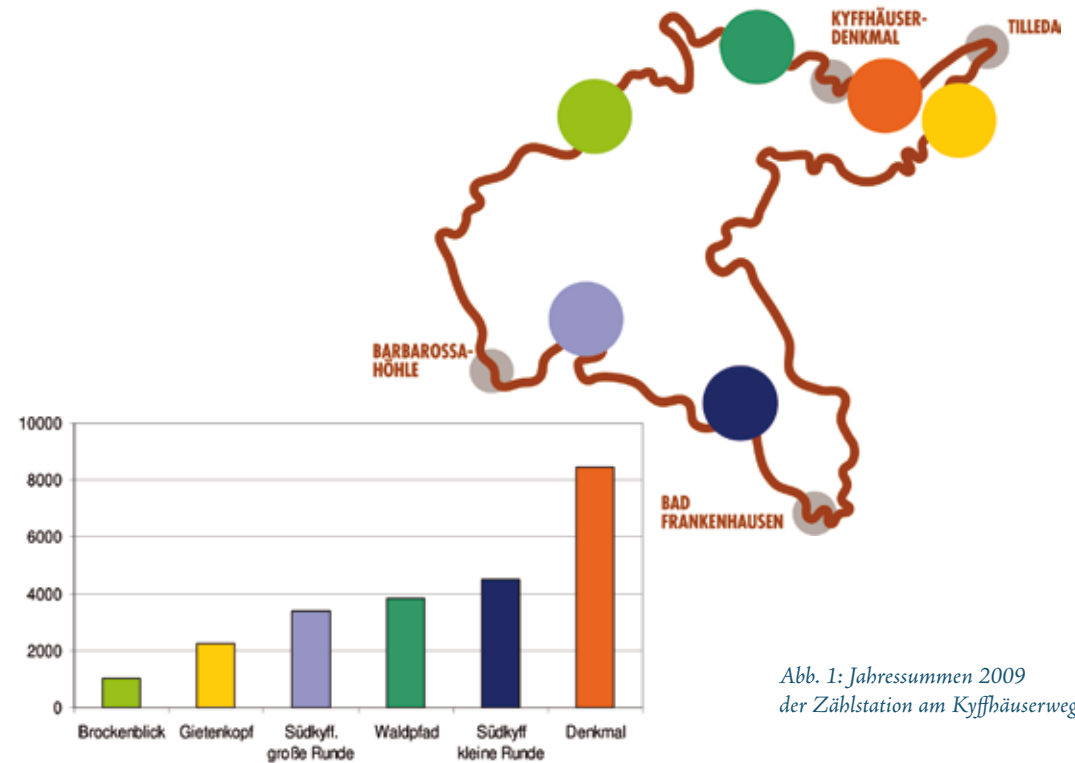 KYFFHÄUSER-
DENKMAL
TILLEDA
BARBAROSSA-
HÖHLE
BAD
FRANKENHAUSEN
10000
8000
6000
4000
2000
0
Brockenblick
Gietenkopf
Südkyff.
große Runde
Waldpfad
Südkyff
kleine Runde
Denkmal
Abb. 1: Jahressummen 2009
der Zählstation am Kyffhäuserweg